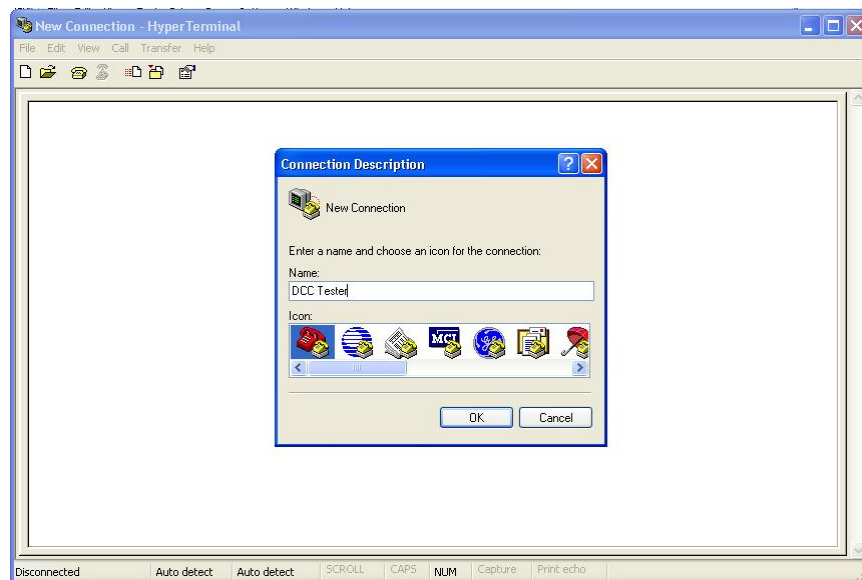 New Connection - HyperTerminal
File Edit View Call Transfer Help
Connection Description
New Connection
Enter a name and choose an icon for the connection:
Name:
DCC Tester
Icon:
MCI
OK Cancel
Disconnected Auto detect Auto detect SCROLL CAPS NUM Capture Print echo